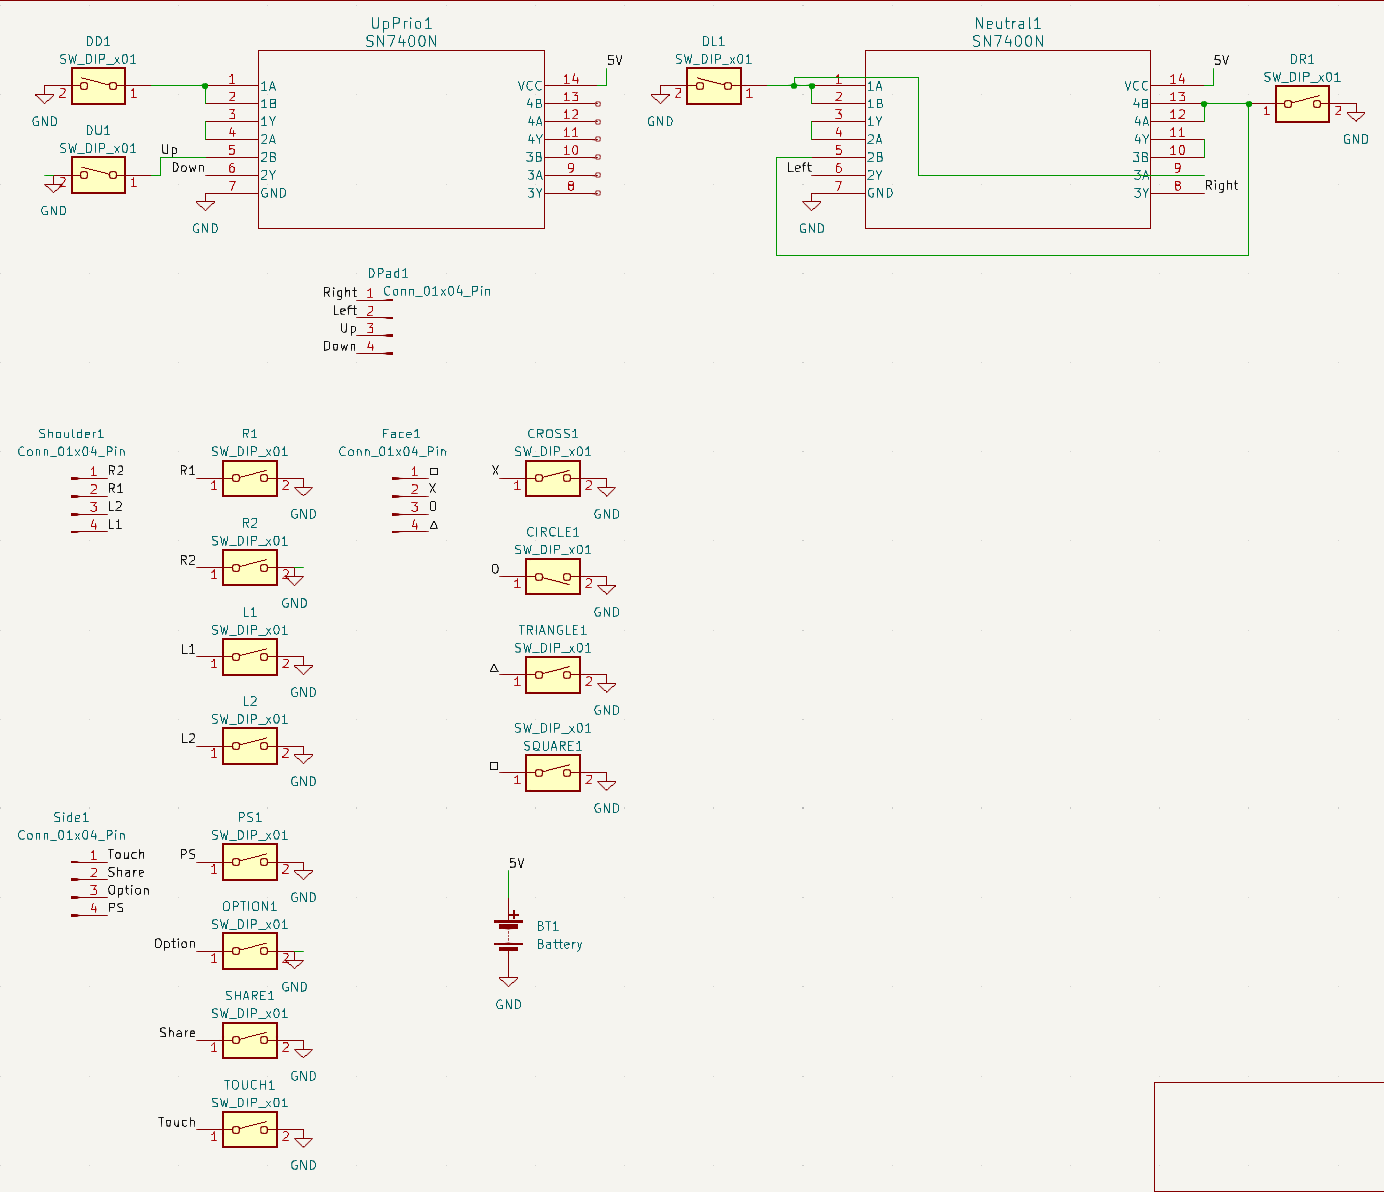 UpPrio1
SN7400N
DD1
SW_DIP_x01
2 1
GND
DU1
SW_DIP_x01
2 1
GND
Up
Down
1 1A
2 1B
3 1Y
4 2A
5 2B
6 2Y
7 GND
GND
VCC 14
4B 13
4A 12
4Y 11
3B 10
3A 9
3Y 8
5V
Neutral1
SN7400N
DL1
SW_DIP_x01
2 1
GND
1 1A
2 1B
3 1Y
4 2A
5 2B
Left 6 2Y
7 GND
GND
VCC 14
4B 13
4A 12
4Y 11
3B 10
3A 9
3Y 8
Right
5V
DR1
SW_DIP_x01
1 2
GND
DPad1
Conn_01x04_Pin
Right 1
Left 2
Up 3
Down 4
Shoulder1
Conn_01x04_Pin
1 R2
2 R1
3 L2
4 L1
R1
SW_DIP_x01
R1 1 2
GND
R2
SW_DIP_x01
R2 1 2
GND
L1
SW_DIP_x01
L1 1 2
GND
L2
SW_DIP_x01
L2 1 2
GND
Face1
Conn_01x04_Pin
1 □
2 X
3 O
4 △
CROSS1
SW_DIP_x01
X 1 2
GND
CIRCLE1
SW_DIP_x01
O 1 2
GND
TRIANGLE1
SW_DIP_x01
△ 1 2
GND
SW_DIP_x01
SQUARE1
□ 1 2
GND
Side1
Conn_01x04_Pin
1 Touch
2 Share
3 Option
4 PS
PS1
SW_DIP_x01
PS 1 2
GND
OPTION1
SW_DIP_x01
Option 1 2
GND
SHARE1
SW_DIP_x01
Share 1 2
GND
TOUCH1
SW_DIP_x01
Touch 1 2
GND
5V
+
BT1
Battery
GND